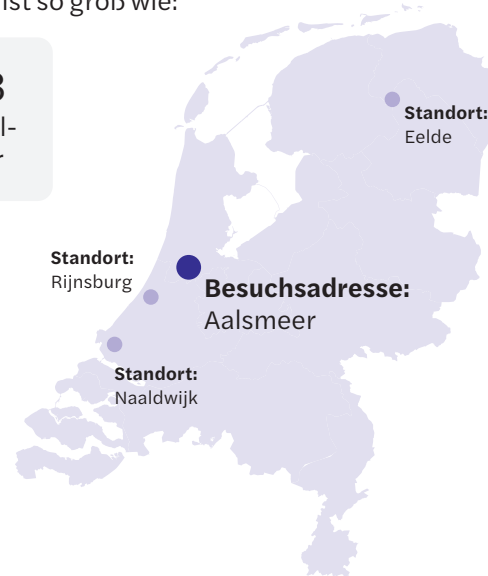 ist so groß wie:
Standort:
Eelde
Standort:
Rijnsburg
Besuchsadresse:
Aalsmeer
Standort:
Naaldwijk